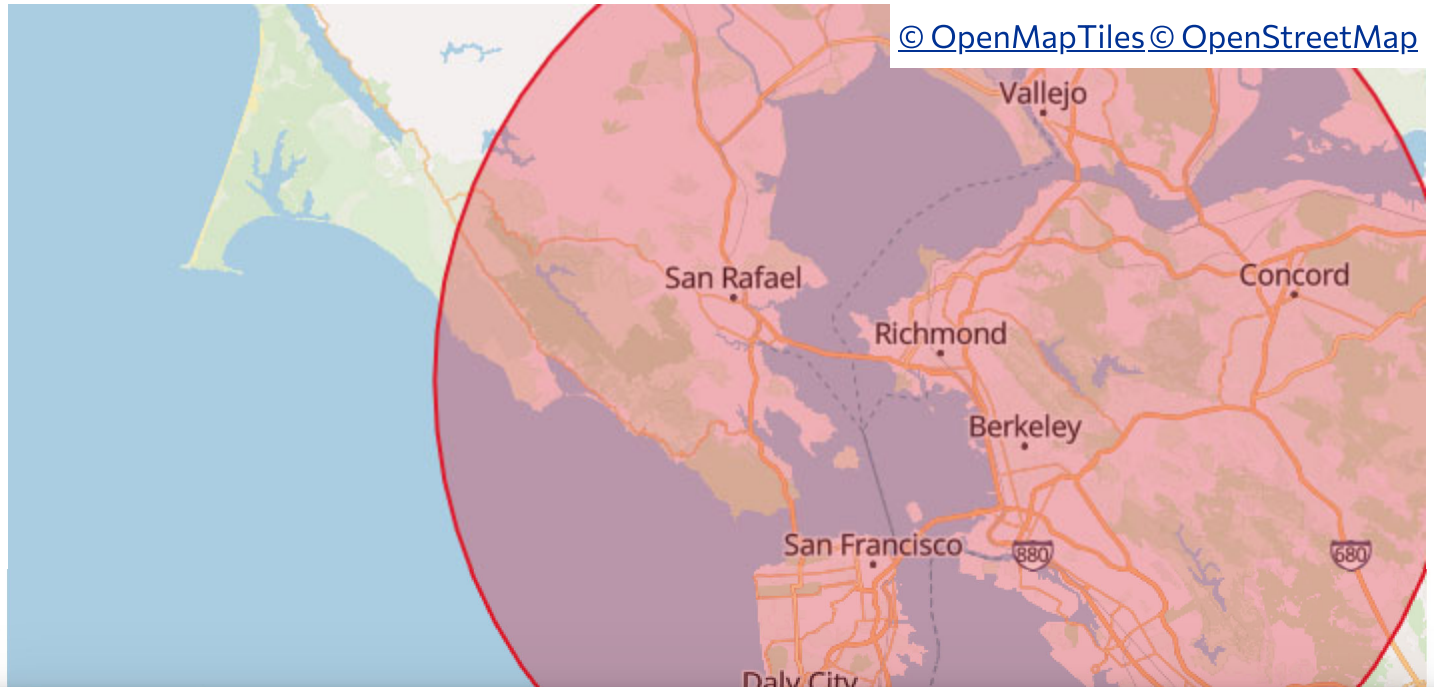 © OpenMapTiles © OpenStreetMap
Vallejo
San Rafael
Concord
Richmond
Berkeley
San Francisco
880
680
Daly City